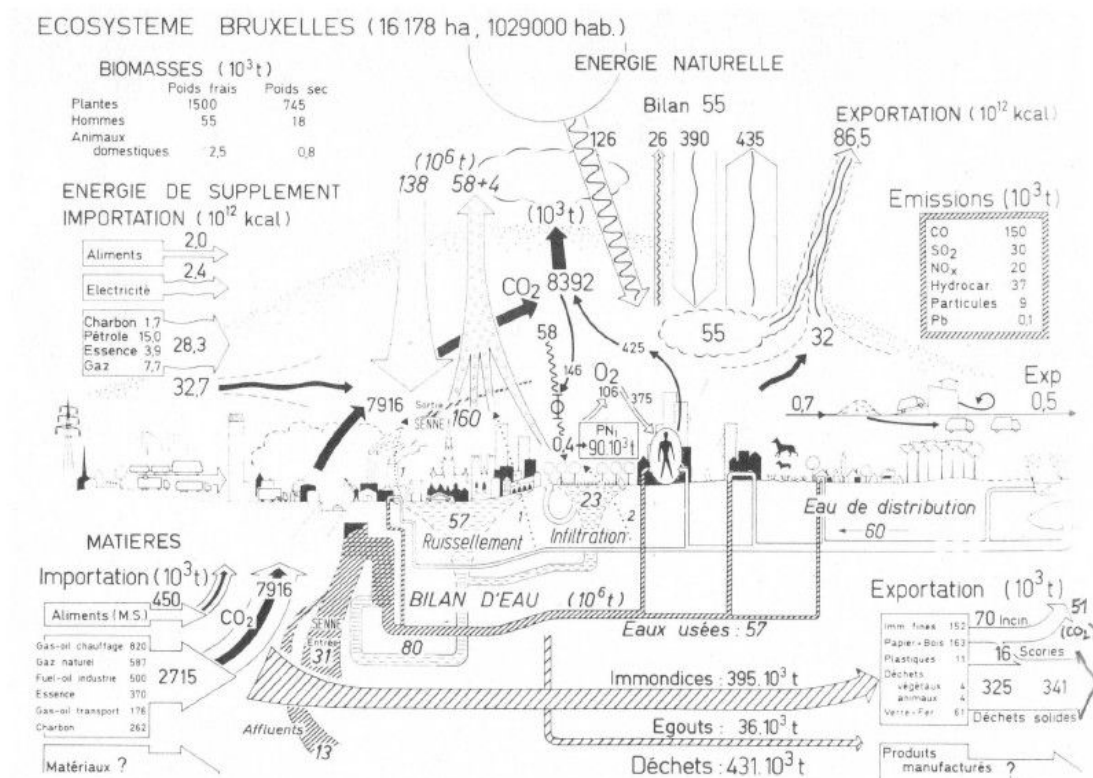 ECOSYSTEME BRUXELLES (16178 ha, 1029000 hab.)
BIOMASSES (10³t)
Poids frais Poids sec
Plantes 1500 745
Hommes 55 18
Animaux
domestiques 2,5 0,8
ENERGIE NATURELLE
Bilan 55
126 26 390 435
EXPORTATION (10¹² kcal)
86,5
ENERGIE DE SUPPLEMENT
IMPORTATION (10¹² kcal)
Aliments 2,0
Electricité 2,4
Charbon 1,7
Pétrole 15,0
Essence 3,9
Gaz 7,7
28,3
32,7
(10⁶t)
138 58+4
(10³t)
CO₂ 8392
Emissions (10³t)
CO 150
SO₂ 30
NOₓ 20
Hydrocar. 37
Particules 9
Pb 0,1
55
32
58
146
425
O₂
106
375
7916
Sortie
SENNE
160
0,4
PN
90.10³t
0,7
Exp
0,5
57
Ruissellement
1
23
Infiltration
2
Eau de distribution
60
MATIERES
Importation (10³t)
450
Aliments (M.S.)
CO₂
7916
Gas-oil chauffage 820
Gaz naturel 587
Fuel-oil industrie 500
Essence 370
Gas-oil transport 176
Charbon 262
2715
Matériaux ?
SENNE
Entrée
31
Affluents
13
BILAN D'EAU (10⁶t)
80
Eaux usées : 57
Immondices : 395.10³t
Egouts : 36.10³t
Déchets : 431.10³t
Exportation (10³t)
Imm. fines 152
Papier-Bois 163
Plastiques 11
Déchets
végétaux 4
animaux 4
Verre-Fer 61
70 Incin.
51
(CO₂)
16 Scories
325 341
Déchets solides
Produits
manufacturés ?